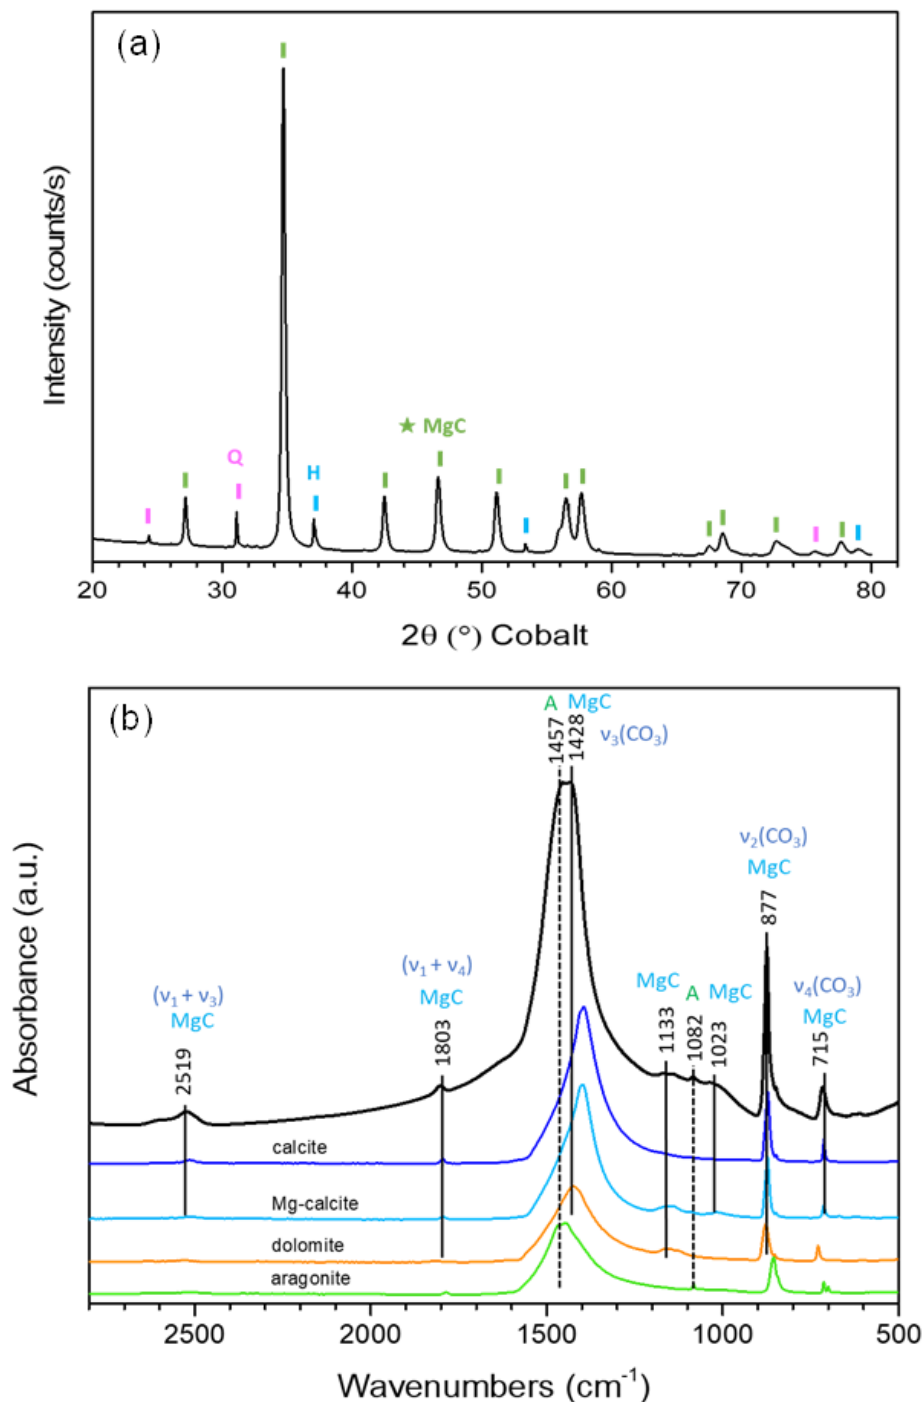 (a)
Intensity (counts/s)
Q
H
★ MgC
20 30 40 50 60 70 80
2θ (°) Cobalt
(b)
A MgC
1457 1428 ν₃(CO₃)
ν₂(CO₃)
MgC
877
(ν₁ + ν₃)
MgC
2519
(ν₁ + ν₄)
MgC
1803
MgC A MgC
1133 1082 1023
ν₄(CO₃)
MgC
715
Absorbance (a.u.)
calcite
Mg-calcite
dolomite
aragonite
2500 2000 1500 1000 500
Wavenumbers (cm⁻¹)